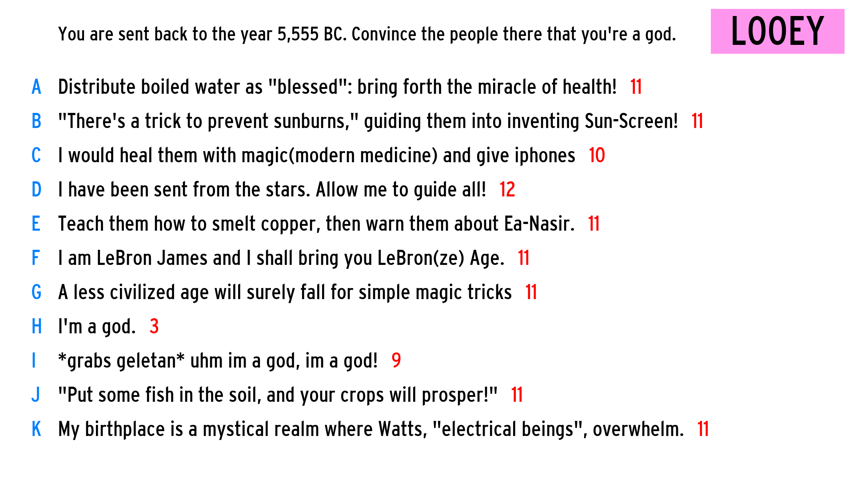 You are sent back to the year 5,555 BC. Convince the people there that you're a god.
LOOEY
A Distribute boiled water as "blessed": bring forth the miracle of health! 11
B "There's a trick to prevent sunburns," guiding them into inventing Sun-Screen! 11
C I would heal them with magic(modern medicine) and give iphones 10
D I have been sent from the stars. Allow me to guide all! 12
E Teach them how to smelt copper, then warn them about Ea-Nasir. 11
F I am LeBron James and I shall bring you LeBron(ze) Age. 11
G A less civilized age will surely fall for simple magic tricks 11
H I'm a god. 3
I *grabs geletan* uhm im a god, im a god! 9
J "Put some fish in the soil, and your crops will prosper!" 11
K My birthplace is a mystical realm where Watts, "electrical beings", overwhelm. 11